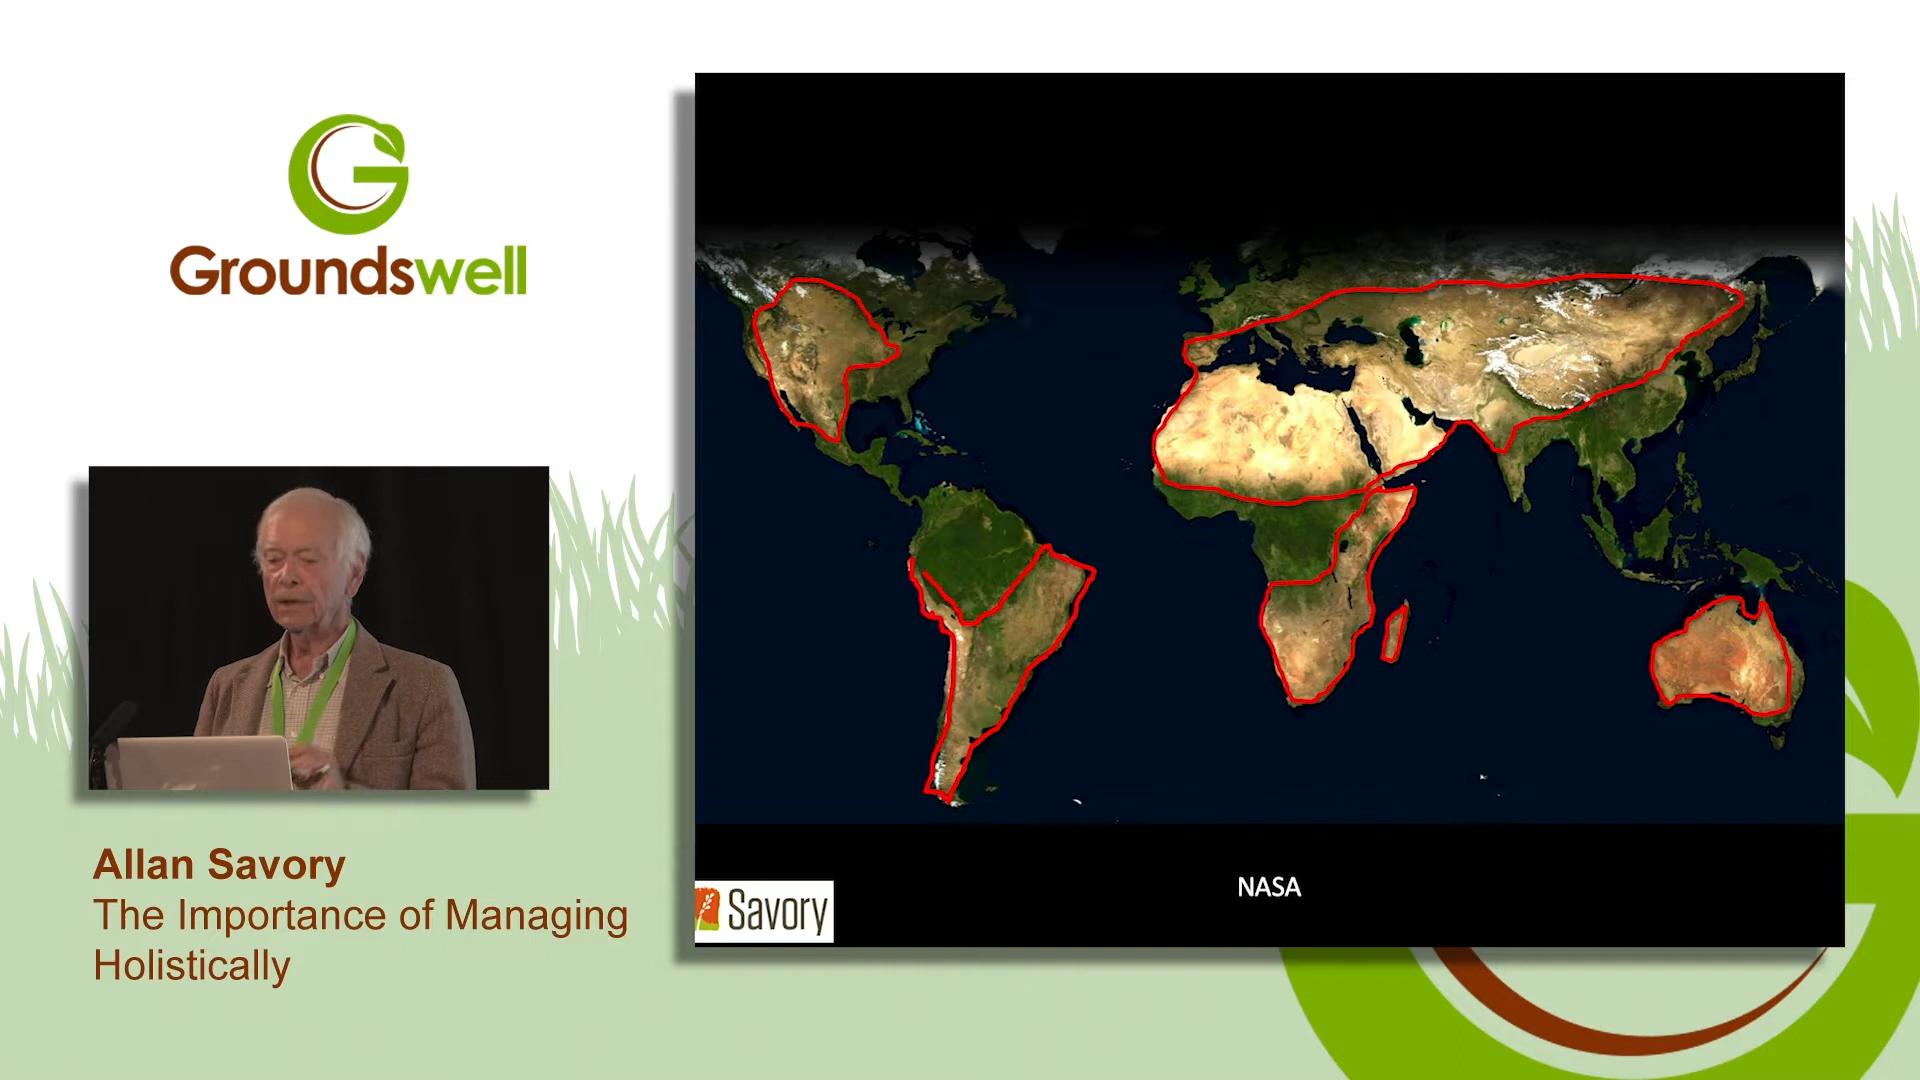 Groundswell
Allan Savory
The Importance of Managing
Holistically
NASA
Savory